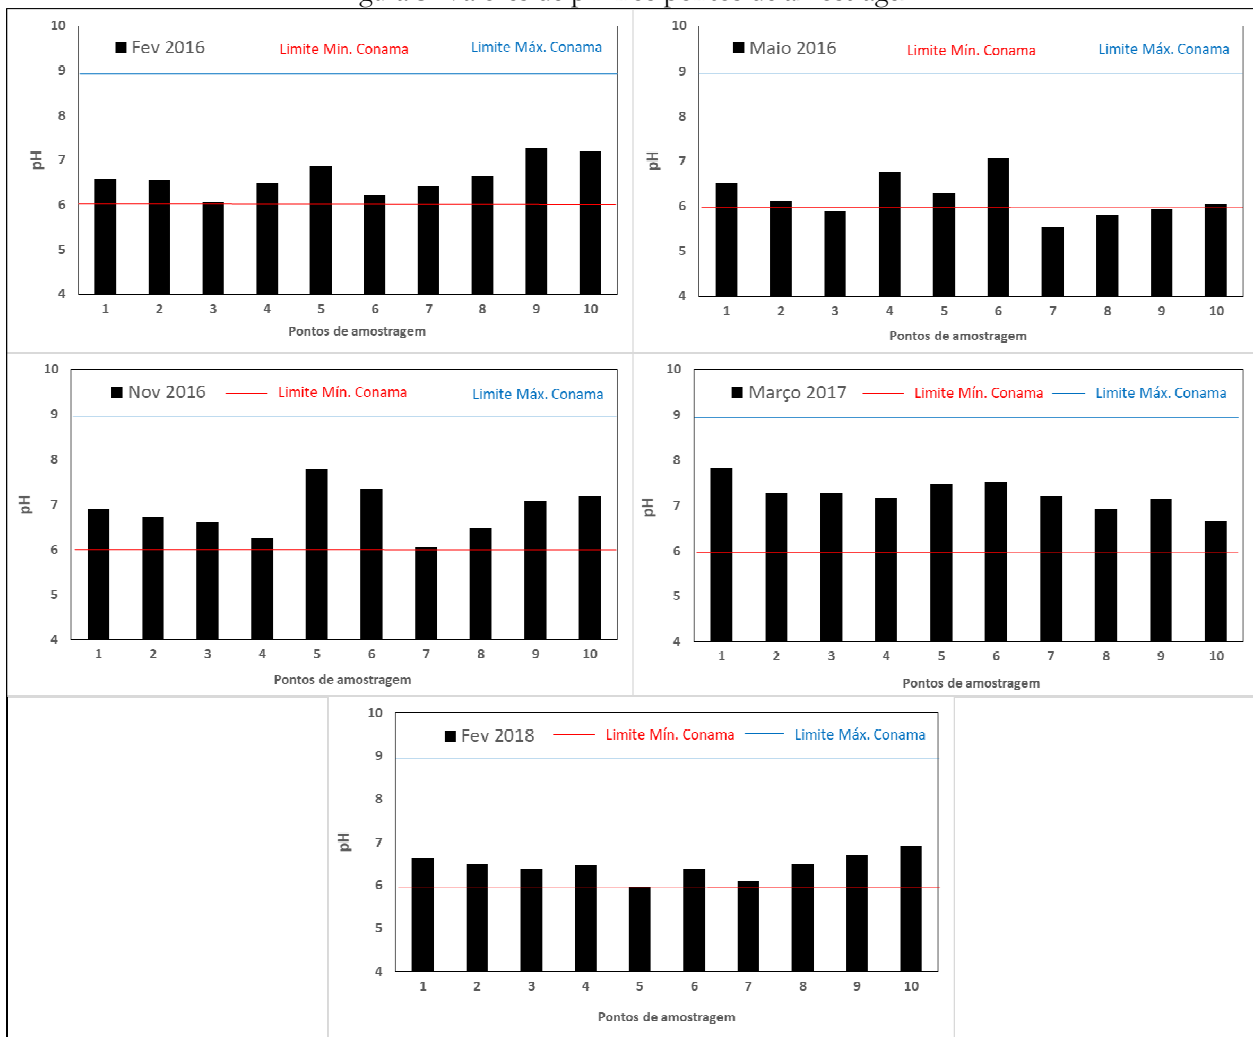 10
9
8
7
6
5
4
pH
Fev 2016 Limite Min. Conama Limite Máx. Conama
1 2 3 4 5 6 7 8 9 10
Pontos de amostragem
10
9
8
7
6
5
4
pH
Maio 2016 Limite Min. Conama Limite Máx. Conama
1 2 3 4 5 6 7 8 9 10
Pontos de amostragem
10
9
8
7
6
5
4
pH
Nov 2016 Limite Mín. Conama Limite Máx. Conama
1 2 3 4 5 6 7 8 9 10
Pontos de amostragem
10
9
8
7
6
5
4
pH
Março 2017 Limite Mín. Conama Limite Máx. Conama
1 2 3 4 5 6 7 8 9 10
Pontos de amostragem
10
9
8
7
6
5
4
pH
Fev 2018 Limite Mín. Conama Limite Máx. Conama
1 2 3 4 5 6 7 8 9 10
Pontos de amostragem